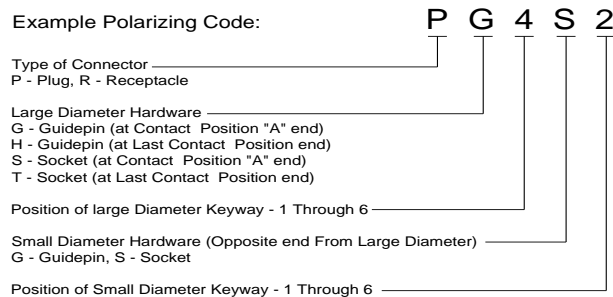 Example Polarizing Code: P G 4 S 2
Type of Connector
P - Plug, R - Receptacle
Large Diameter Hardware
G - Guidepin (at Contact Position "A" end)
H - Guidepin (at Last Contact Position end)
S - Socket (at Contact Position "A" end)
T - Socket (at Last Contact Position end)
Position of large Diameter Keyway - 1 Through 6
Small Diameter Hardware (Opposite end From Large Diameter)
G - Guidepin, S - Socket
Position of Small Diameter Keyway - 1 Through 6